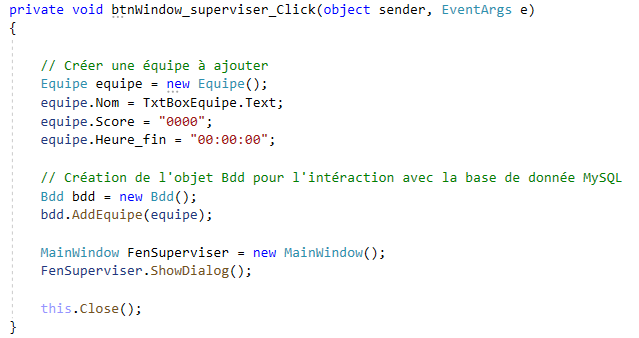 private void btnWindow_superviser_Click(object sender, EventArgs e)
{
// Créer une équipe à ajouter
Equipe equipe = new Equipe();
equipe.Nom = TxtBoxEquipe.Text;
equipe.Score = "0000";
equipe.Heure_fin = "00:00:00";
// Création de l'objet Bdd pour l'intéraction avec la base de donnée MySQL
Bdd bdd = new Bdd();
bdd.AddEquipe(equipe);
MainWindow FenSuperviser = new MainWindow();
FenSuperviser.ShowDialog();
this.Close();
}